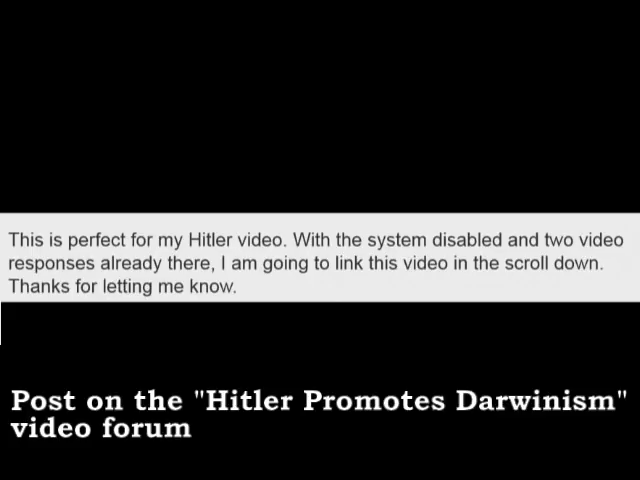 This is perfect for my Hitler video. With the system disabled and two video
responses already there, I am going to link this video in the scroll down.
Thanks for letting me know.
Post on the "Hitler Promotes Darwinism"
video forum